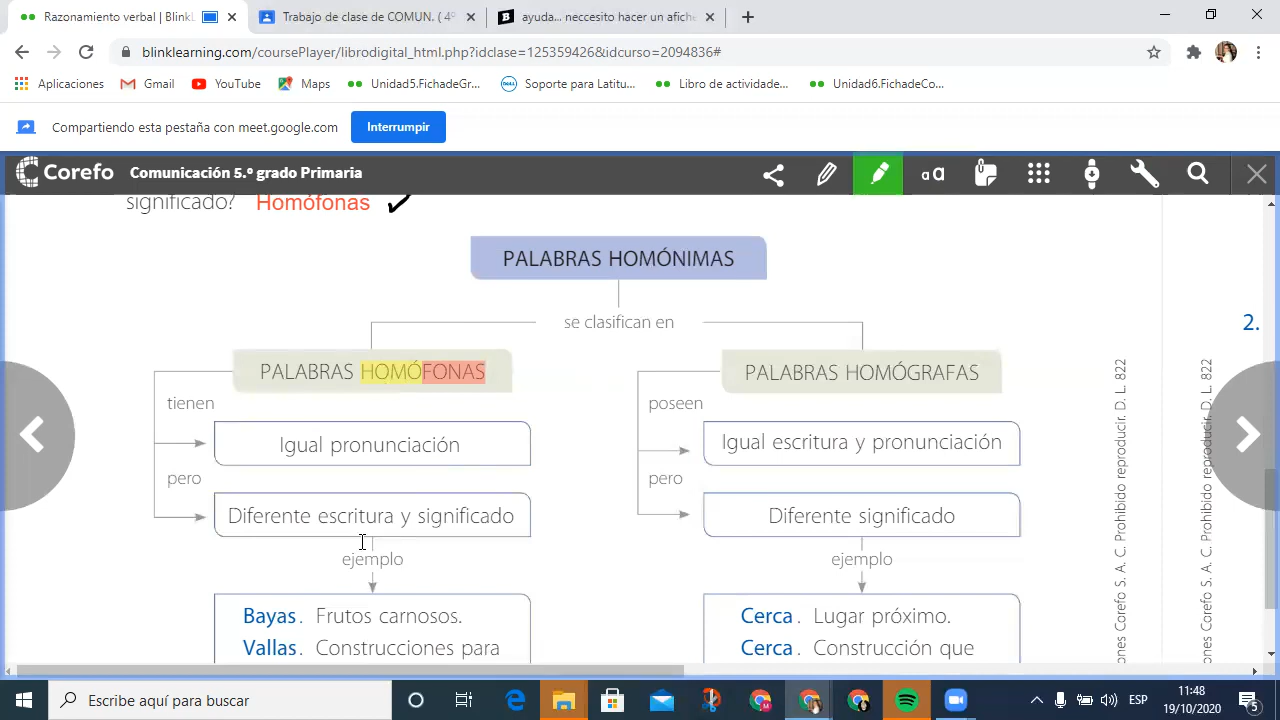 Razonamiento verbal | BlinkL
Trabajo de clase de COMUN. ( 4º
ayuda... neccesito hacer un afiche
blinklearning.com/coursePlayer/librodigital_html.php?idclase=125359426&idcurso=2094836#
Aplicaciones
Gmail
YouTube
Maps
Unidad5.FichadeGr...
Soporte para Latitu...
Libro de actividade...
Unidad6.FichadeCo...
Compartiendo esta pestaña con meet.google.com
Interrumpir
Corefo
Comunicación 5.º grado Primaria
aa
significado? Homófonas
PALABRAS HOMÓNIMAS
se clasifican en
PALABRAS HOMÓFONAS
tienen
Igual pronunciación
pero
Diferente escritura y significado
ejemplo
Bayas. Frutos carnosos.
Vallas. Construcciones para
PALABRAS HOMÓGRAFAS
poseen
Igual escritura y pronunciación
pero
Diferente significado
ejemplo
Cerca. Lugar próximo.
Cerca. Construcción que
2.
ones Corefo S. A. C. Prohibido reproducir. D. L. 822
ones Corefo S. A. C. Prohibido reproducir. D. L. 822
Escribe aquí para buscar
ESP
11:48
19/10/2020
5